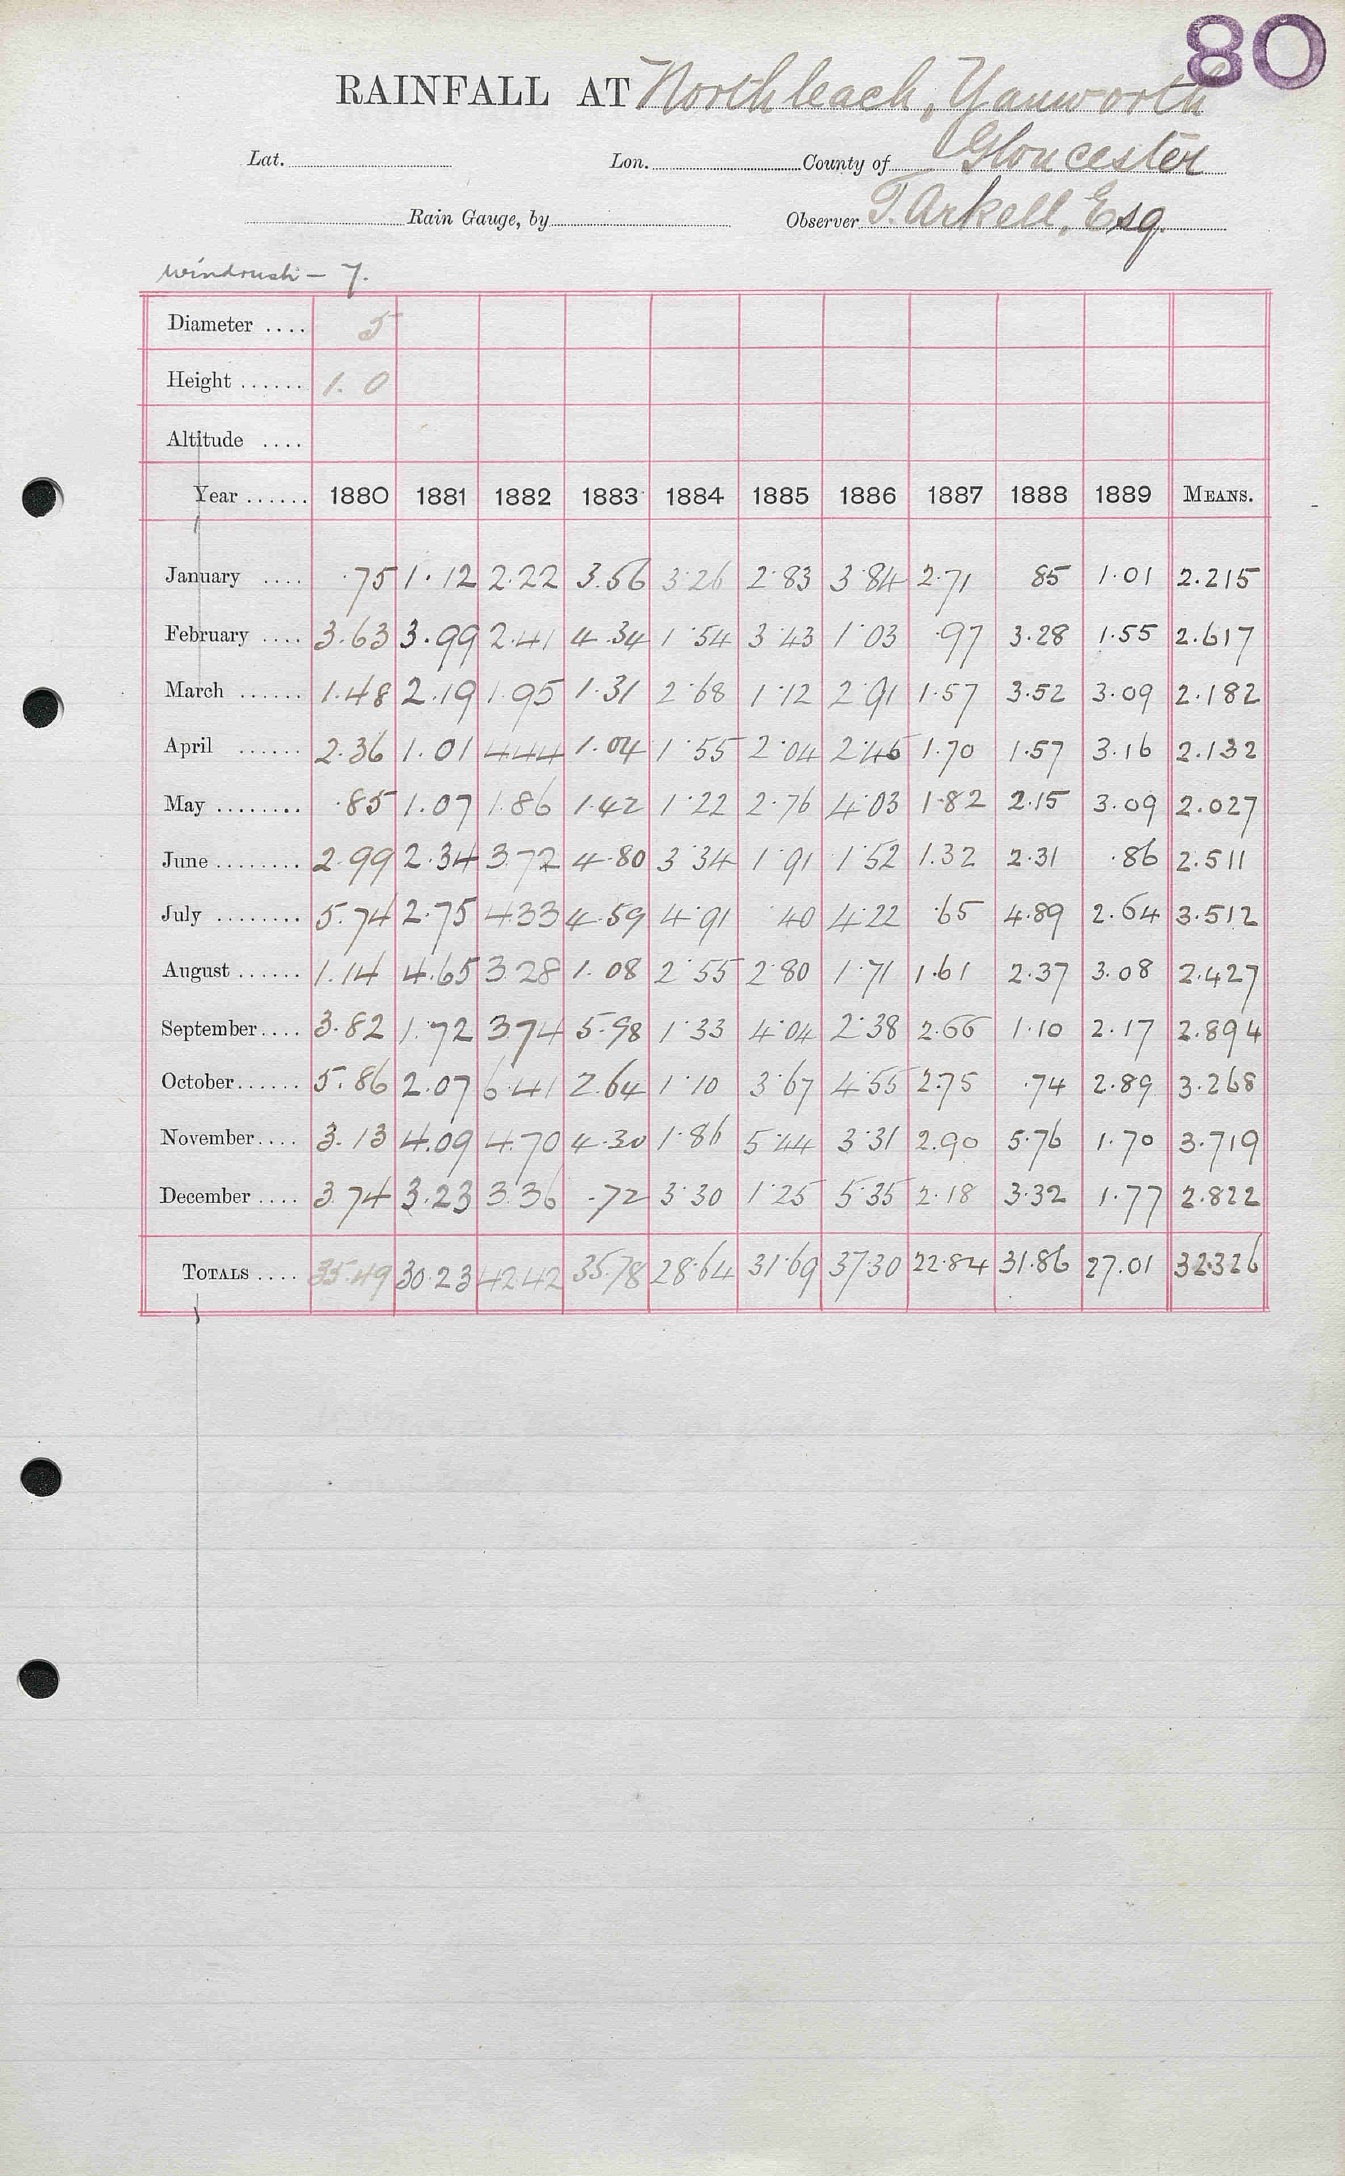 80
RAINFALL AT Northleach, Yanworth
Lat. Lon. County of Gloucester
Rain Gauge, by Observer T. Arkell, Esq.
Windrush – 7.
Diameter .... 5
Height ...... 1. 0
Altitude ....
Year ...... 1880 1881 1882 1883 1884 1885 1886 1887 1888 1889 MEANS.
January .... .75 1.12 2.22 3.56 3.26 2.83 3.84 2.71 85 1.01 2.215
February .... 3.63 3.99 2.41 4.34 1.54 3.43 1.03 .97 3.28 1.55 2.617
March ...... 1.48 2.19 1.95 1.31 2.68 1.12 2.91 1.57 3.52 3.09 2.182
April ...... 2.36 1.01 4.44 1.04 1.55 2.04 2.46 1.70 1.57 3.16 2.132
May ........ .85 1.07 1.86 1.42 1.22 2.76 4.03 1.82 2.15 3.09 2.027
June ........ 2.99 2.34 3.72 4.80 3.34 1.91 1.52 1.32 2.31 .86 2.511
July ........ 5.74 2.75 4.33 4.59 4.91 .40 4.22 .65 4.89 2.64 3.512
August ...... 1.14 4.65 3.28 1.08 2.55 2.80 1.71 1.61 2.37 3.08 2.427
September.... 3.82 1.72 3.74 5.98 1.33 4.04 2.38 2.66 1.10 2.17 2.894
October...... 5.86 2.07 6.41 2.64 1.10 3.67 4.55 2.75 .74 2.89 3.268
November.... 3.13 4.09 4.70 4.30 1.86 5.44 3.31 2.90 5.76 1.70 3.719
December .... 3.74 3.23 3.36 .72 3.30 1.25 5.35 2.18 3.32 1.77 2.822
TOTALS .... 35.49 30.23 42.42 35.78 28.64 31.69 37.30 22.84 31.86 27.01 32.326